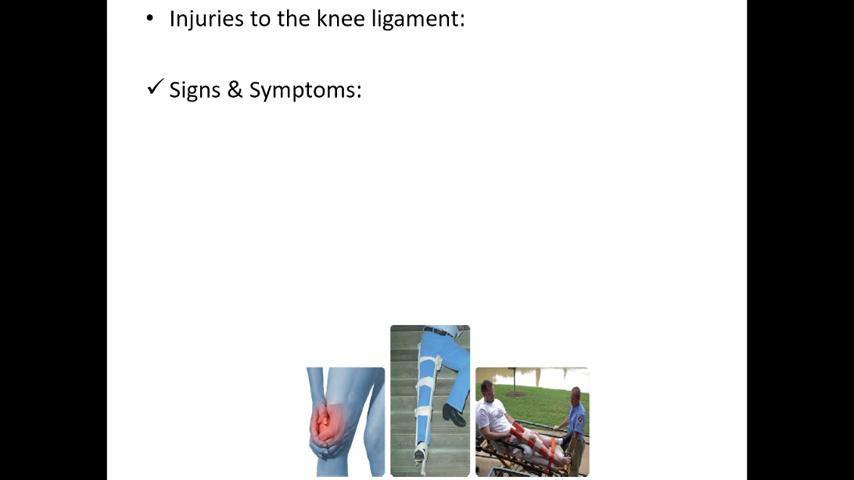 • Injuries to the knee ligament:
✓ Signs & Symptoms: